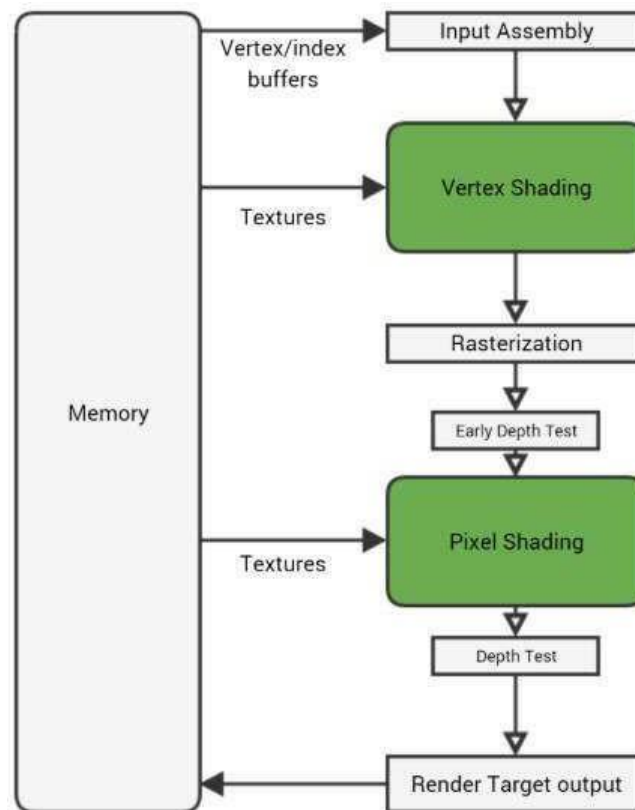 Input Assembly
Vertex/index
buffers
Vertex Shading
Textures
Rasterization
Memory
Early Depth Test
Pixel Shading
Textures
Depth Test
Render Target output